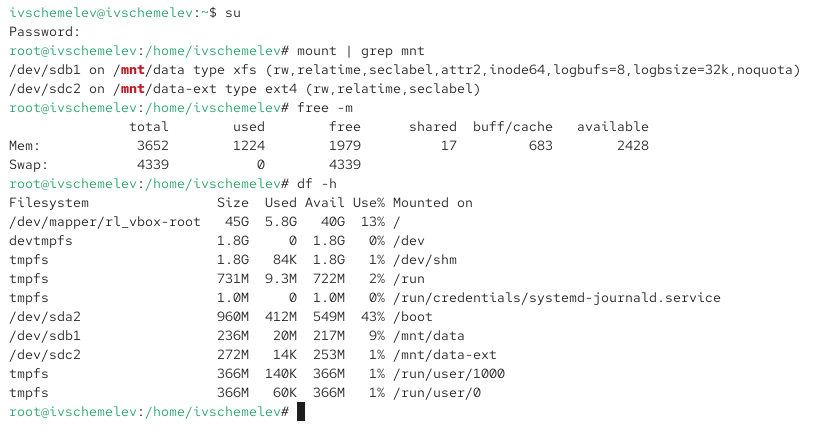 ivschemelev@ivschemelev:~$ su
Password:
root@ivschemelev:/home/ivschemelev# mount | grep mnt
/dev/sdb1 on /mnt/data type xfs (rw,relatime,seclabel,attr2,inode64,logbufs=8,logbsize=32k,noquota)
/dev/sdc2 on /mnt/data-ext type ext4 (rw,relatime,seclabel)
root@ivschemelev:/home/ivschemelev# free -m
               total        used        free      shared  buff/cache   available
Mem:            3652        1224        1979          17         683        2428
Swap:           4339           0        4339
root@ivschemelev:/home/ivschemelev# df -h
Filesystem                Size  Used Avail Use% Mounted on
/dev/mapper/rl_vbox-root   45G  5.8G   40G  13% /
devtmpfs                  1.8G     0  1.8G   0% /dev
tmpfs                     1.8G   84K  1.8G   1% /dev/shm
tmpfs                     731M  9.3M  722M   2% /run
tmpfs                     1.0M     0  1.0M   0% /run/credentials/systemd-journald.service
/dev/sda2                 960M  412M  549M  43% /boot
/dev/sdb1                 236M   20M  217M   9% /mnt/data
/dev/sdc2                 272M   14K  253M   1% /mnt/data-ext
tmpfs                     366M  140K  366M   1% /run/user/1000
tmpfs                     366M   60K  366M   1% /run/user/0
root@ivschemelev:/home/ivschemelev#